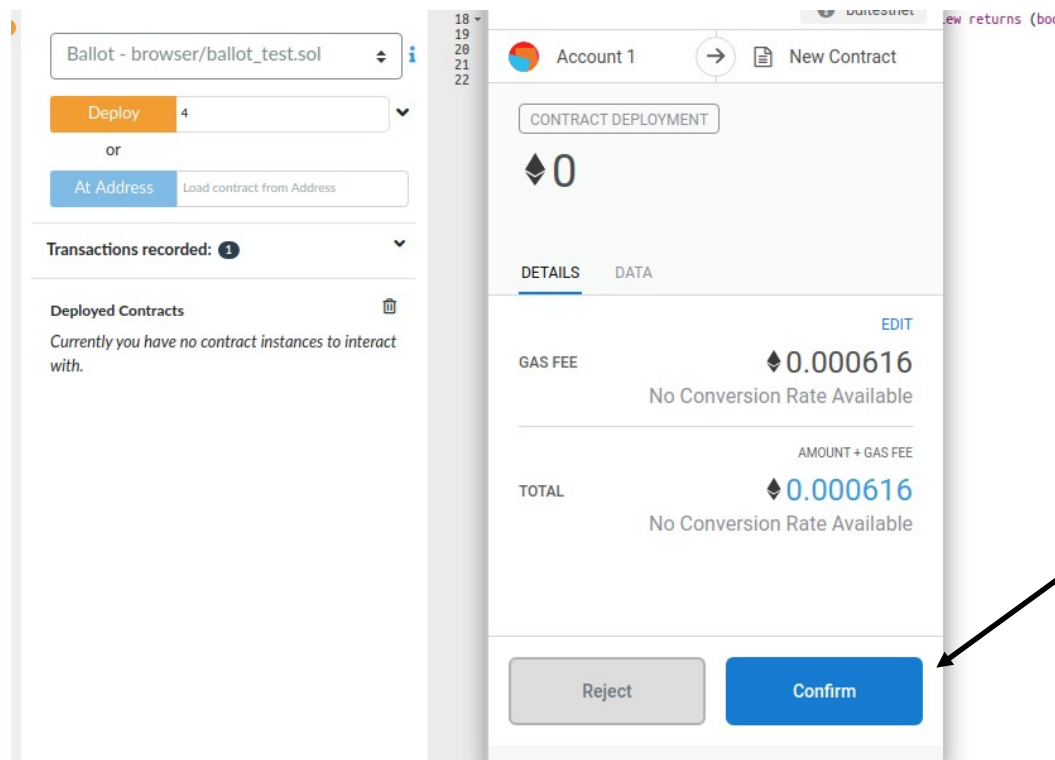 Ballot - browser/ballot_test.sol
i
Deploy 4
or
At Address Load contract from Address
Transactions recorded: 1
Deployed Contracts
Currently you have no contract instances to interact
with.
18
19
20
21
22
Account 1
New Contract
CONTRACT DEPLOYMENT
0
DETAILS DATA
EDIT
GAS FEE 0.000616
No Conversion Rate Available
AMOUNT + GAS FEE
TOTAL 0.000616
No Conversion Rate Available
Reject Confirm
returns